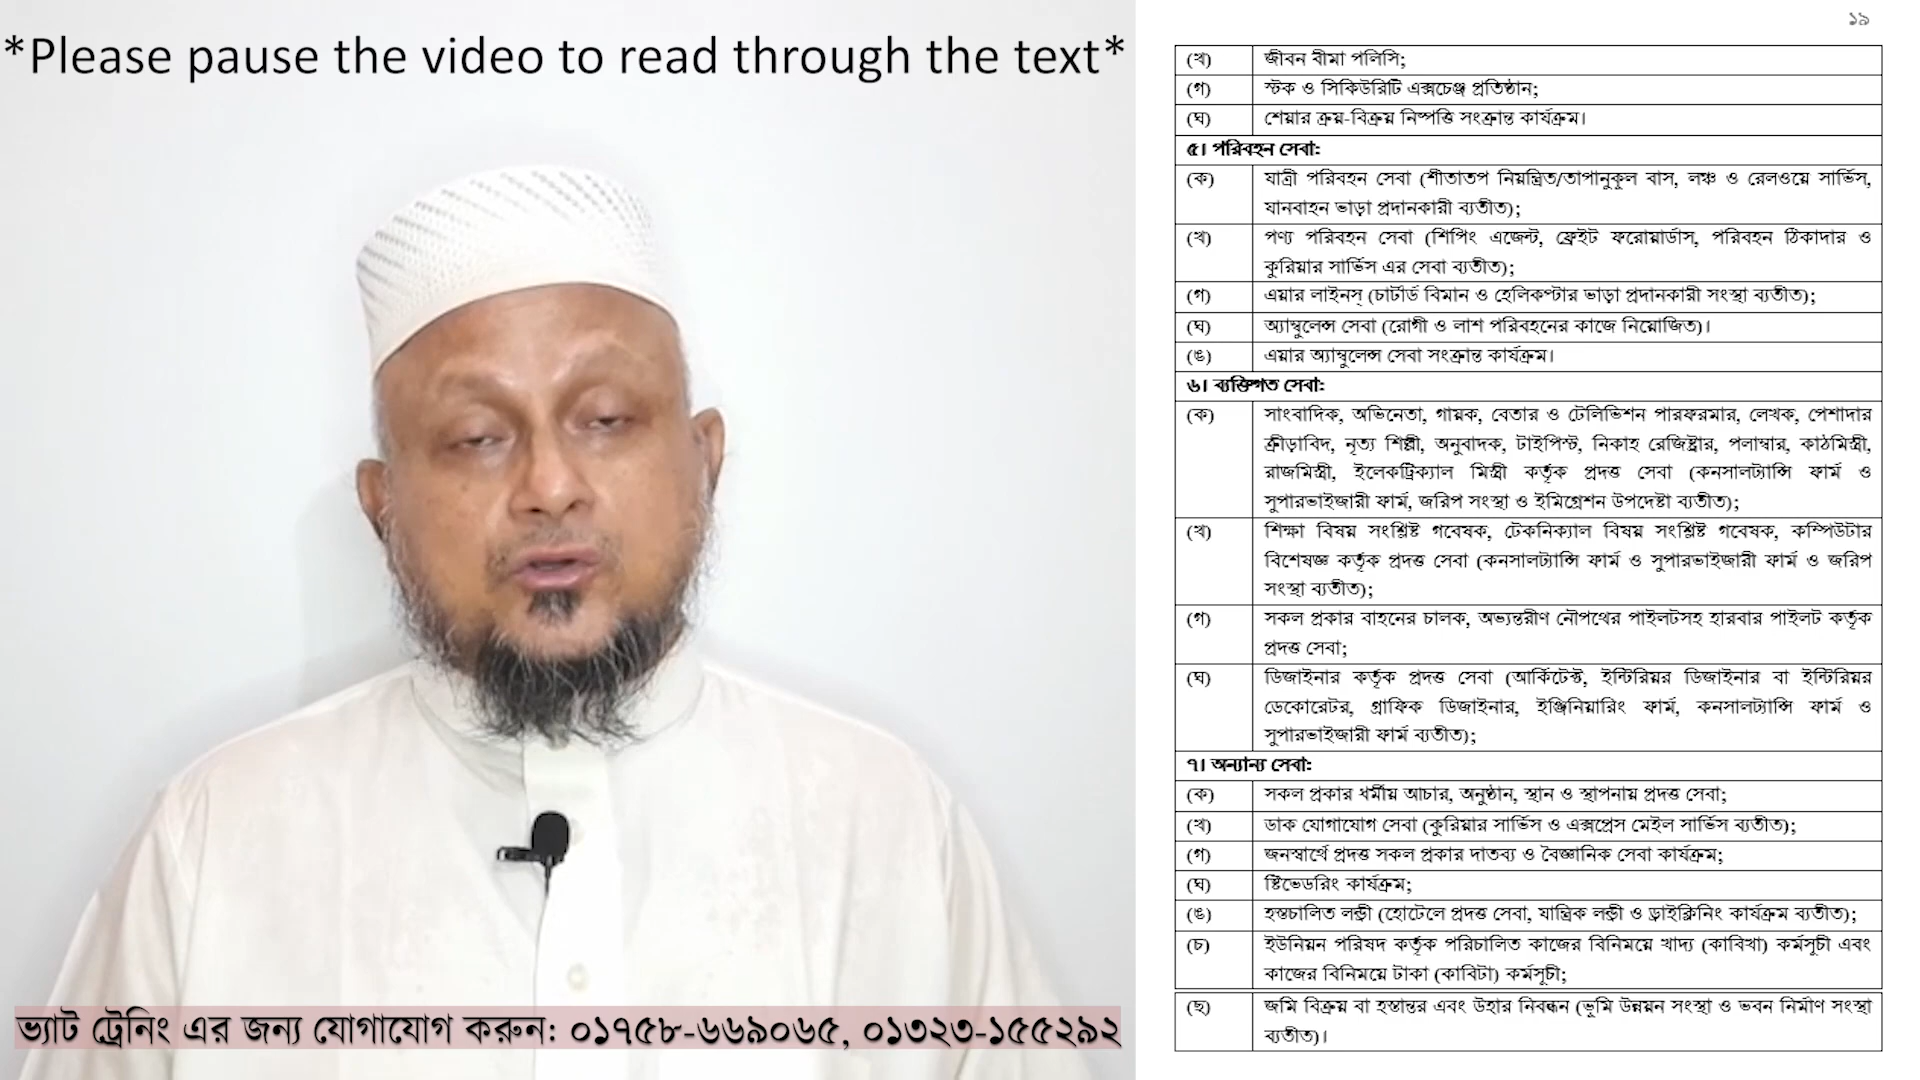 *Please pause the video to read through the text*
১৯
(খ) জীবন বীমা পলিসি;
(গ) স্টক ও সিকিউরিটি এক্সচেঞ্জ প্রতিষ্ঠান;
(ঘ) শেয়ার ক্রয়-বিক্রয় নিষ্পত্তি সংক্রান্ত কার্যক্রম।
৫। পরিবহন সেবা:
(ক) যাত্রী পরিবহন সেবা (শীতাতপ নিয়ন্ত্রিত/তাপানুকূল বাস, লঞ্চ ও রেলওয়ে সার্ভিস,
যানবাহন ভাড়া প্রদানকারী ব্যতীত);
(খ) পণ্য পরিবহন সেবা (শিপিং এজেন্ট, ফ্রেইট ফরোয়ার্ডাস, পরিবহন ঠিকাদার ও
কুরিয়ার সার্ভিস এর সেবা ব্যতীত);
(গ) এয়ার লাইনস্ (চার্টার্ড বিমান ও হেলিকপ্টার ভাড়া প্রদানকারী সংস্থা ব্যতীত);
(ঘ) অ্যাম্বুলেন্স সেবা (রোগী ও লাশ পরিবহনের কাজে নিয়োজিত)।
(ঙ) এয়ার অ্যাম্বুলেন্স সেবা সংক্রান্ত কার্যক্রম।
৬। ব্যক্তিগত সেবা:
(ক) সাংবাদিক, অভিনেতা, গায়ক, বেতার ও টেলিভিশন পারফরমার, লেখক, পেশাদার
ক্রীড়াবিদ, নৃত্য শিল্পী, অনুবাদক, টাইপিস্ট, নিকাহ রেজিষ্ট্রার, পলাম্বার, কাঠমিস্ত্রী,
রাজমিস্ত্রী, ইলেকট্রিক্যাল মিস্ত্রী কর্তৃক প্রদত্ত সেবা (কনসালট্যান্সি ফার্ম ও
সুপারভাইজারী ফার্ম, জরিপ সংস্থা ও ইমিগ্রেশন উপদেষ্টা ব্যতীত);
(খ) শিক্ষা বিষয় সংশ্লিষ্ট গবেষক, টেকনিক্যাল বিষয় সংশ্লিষ্ট গবেষক, কম্পিউটার
বিশেষজ্ঞ কর্তৃক প্রদত্ত সেবা (কনসালট্যান্সি ফার্ম ও সুপারভাইজারী ফার্ম ও জরিপ
সংস্থা ব্যতীত);
(গ) সকল প্রকার বাহনের চালক, অভ্যন্তরীণ নৌপথের পাইলটসহ হারবার পাইলট কর্তৃক
প্রদত্ত সেবা;
(ঘ) ডিজাইনার কর্তৃক প্রদত্ত সেবা (আর্কিটেক্ট, ইন্টিরিয়র ডিজাইনার বা ইন্টিরিয়র
ডেকোরেটর, গ্রাফিক ডিজাইনার, ইঞ্জিনিয়ারিং ফার্ম, কনসালট্যান্সি ফার্ম ও
সুপারভাইজারী ফার্ম ব্যতীত);
৭। অন্যান্য সেবা:
(ক) সকল প্রকার ধর্মীয় আচার, অনুষ্ঠান, স্থান ও স্থাপনায় প্রদত্ত সেবা;
(খ) ডাক যোগাযোগ সেবা (কুরিয়ার সার্ভিস ও এক্সপ্রেস মেইল সার্ভিস ব্যতীত);
(গ) জনস্বার্থে প্রদত্ত সকল প্রকার দাতব্য ও বৈজ্ঞানিক সেবা কার্যক্রম;
(ঘ) ষ্টিভেডরিং কার্যক্রম;
(ঙ) হস্তচালিত লন্ড্রী (হোটেলে প্রদত্ত সেবা, যান্ত্রিক লন্ড্রী ও ড্রাইক্লিনিং কার্যক্রম ব্যতীত);
(চ) ইউনিয়ন পরিষদ কর্তৃক পরিচালিত কাজের বিনিময়ে খাদ্য (কাবিখা) কর্মসূচী এবং
কাজের বিনিময়ে টাকা (কাবিটা) কর্মসূচী;
(ছ) জমি বিক্রয় বা হস্তান্তর এবং উহার নিবন্ধন (ভূমি উন্নয়ন সংস্থা ও ভবন নির্মাণ সংস্থা
ব্যতীত)।
ভ্যাট ট্রেনিং এর জন্য যোগাযোগ করুন: ০১৭৫৮-৬৬৯০৬৫, ০১৩২৩-১৫৫২৯২